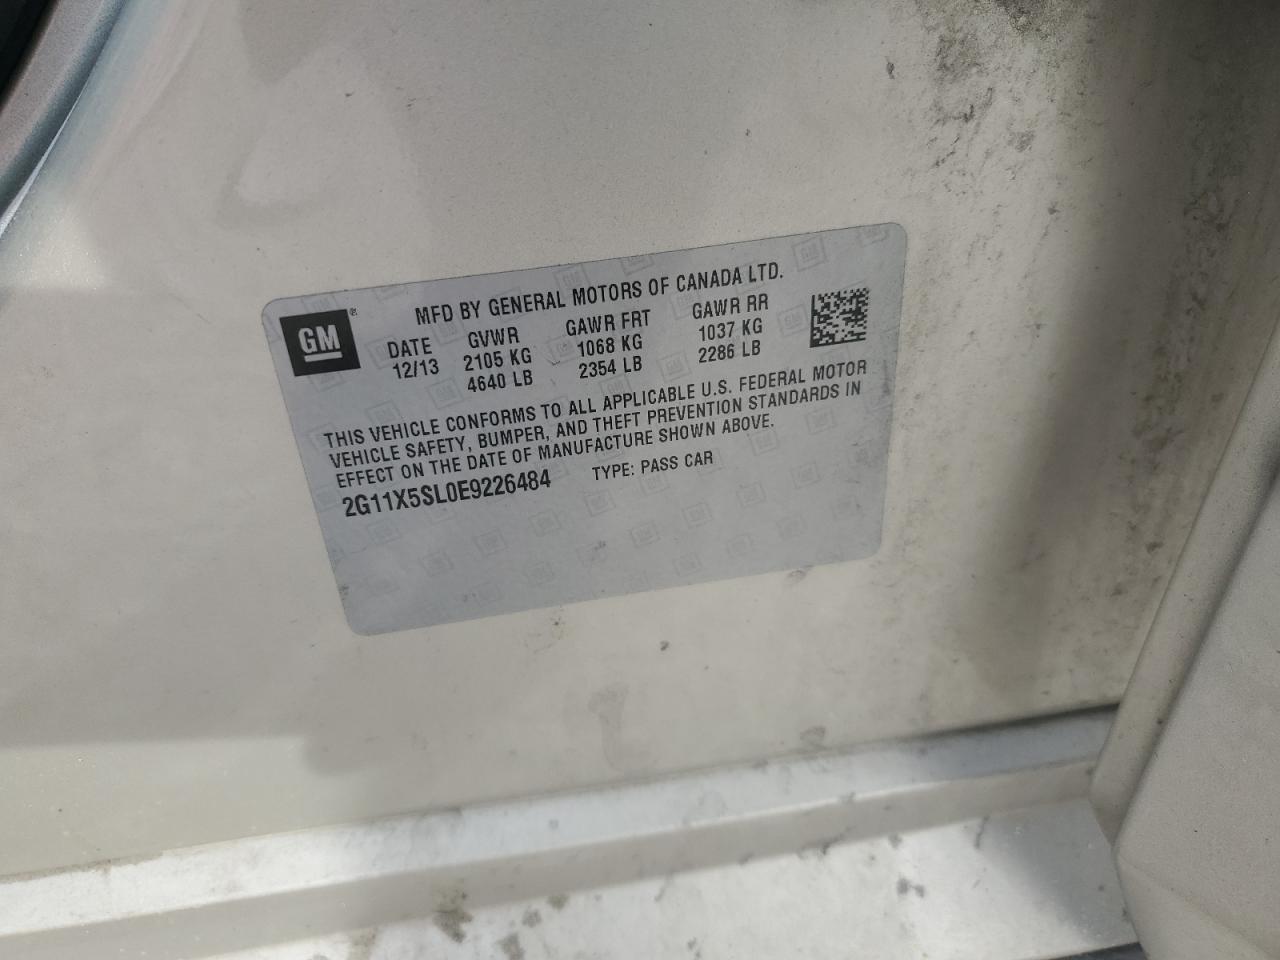 GM®
MFD BY GENERAL MOTORS OF CANADA LTD.
DATE GVWR GAWR FRT GAWR RR
12/13 2105 KG 1068 KG 1037 KG
4640 LB 2354 LB 2286 LB
THIS VEHICLE CONFORMS TO ALL APPLICABLE U.S. FEDERAL MOTOR
VEHICLE SAFETY, BUMPER, AND THEFT PREVENTION STANDARDS IN
EFFECT ON THE DATE OF MANUFACTURE SHOWN ABOVE.
2G11X5SL0E9226484 TYPE: PASS CAR